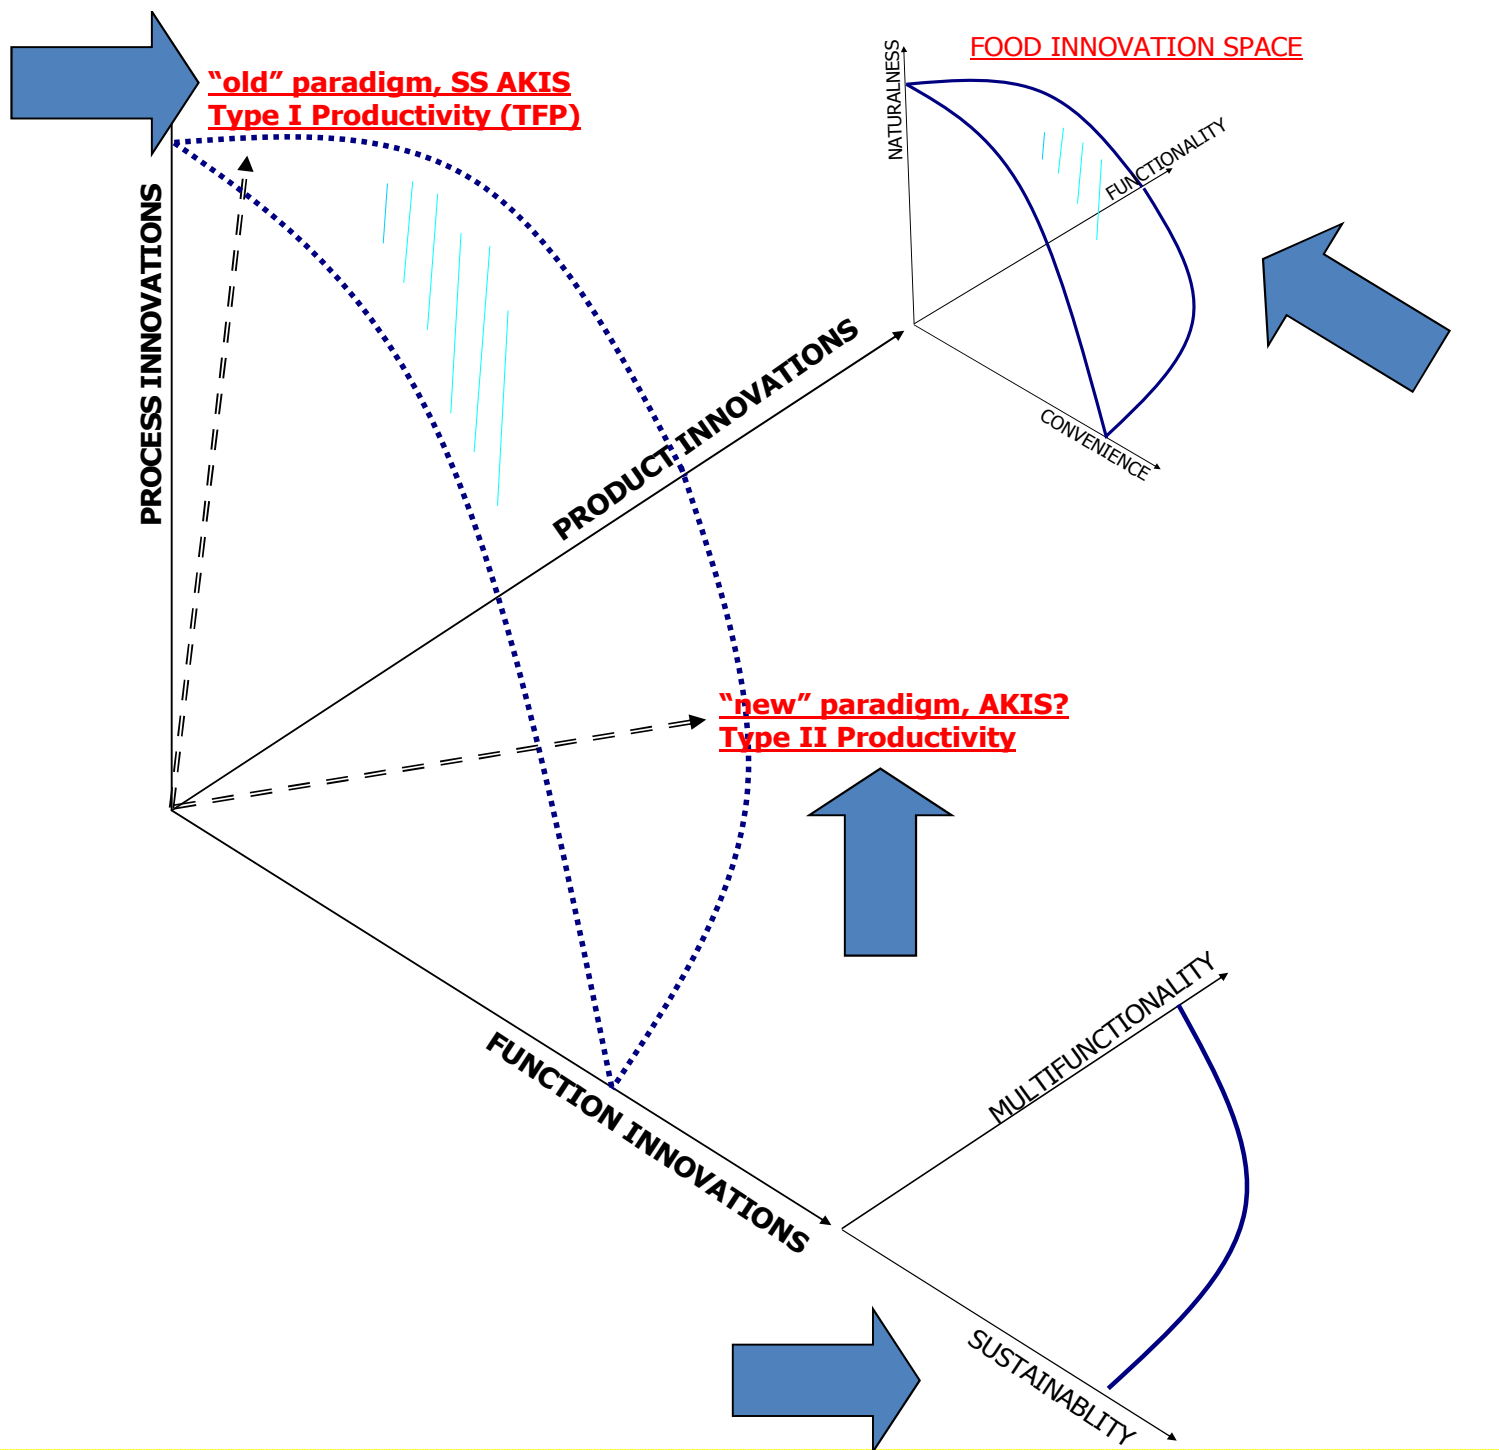 FOOD INNOVATION SPACE
“old” paradigm, SS AKIS
Type I Productivity (TFP)
NATURALNESS
FUNCTIONALITY
CONVENIENCE
PROCESS INNOVATIONS
PRODUCT INNOVATIONS
“new” paradigm, AKIS?
Type II Productivity
FUNCTION INNOVATIONS
MULTIFUNCTIONALITY
SUSTAINABLITY